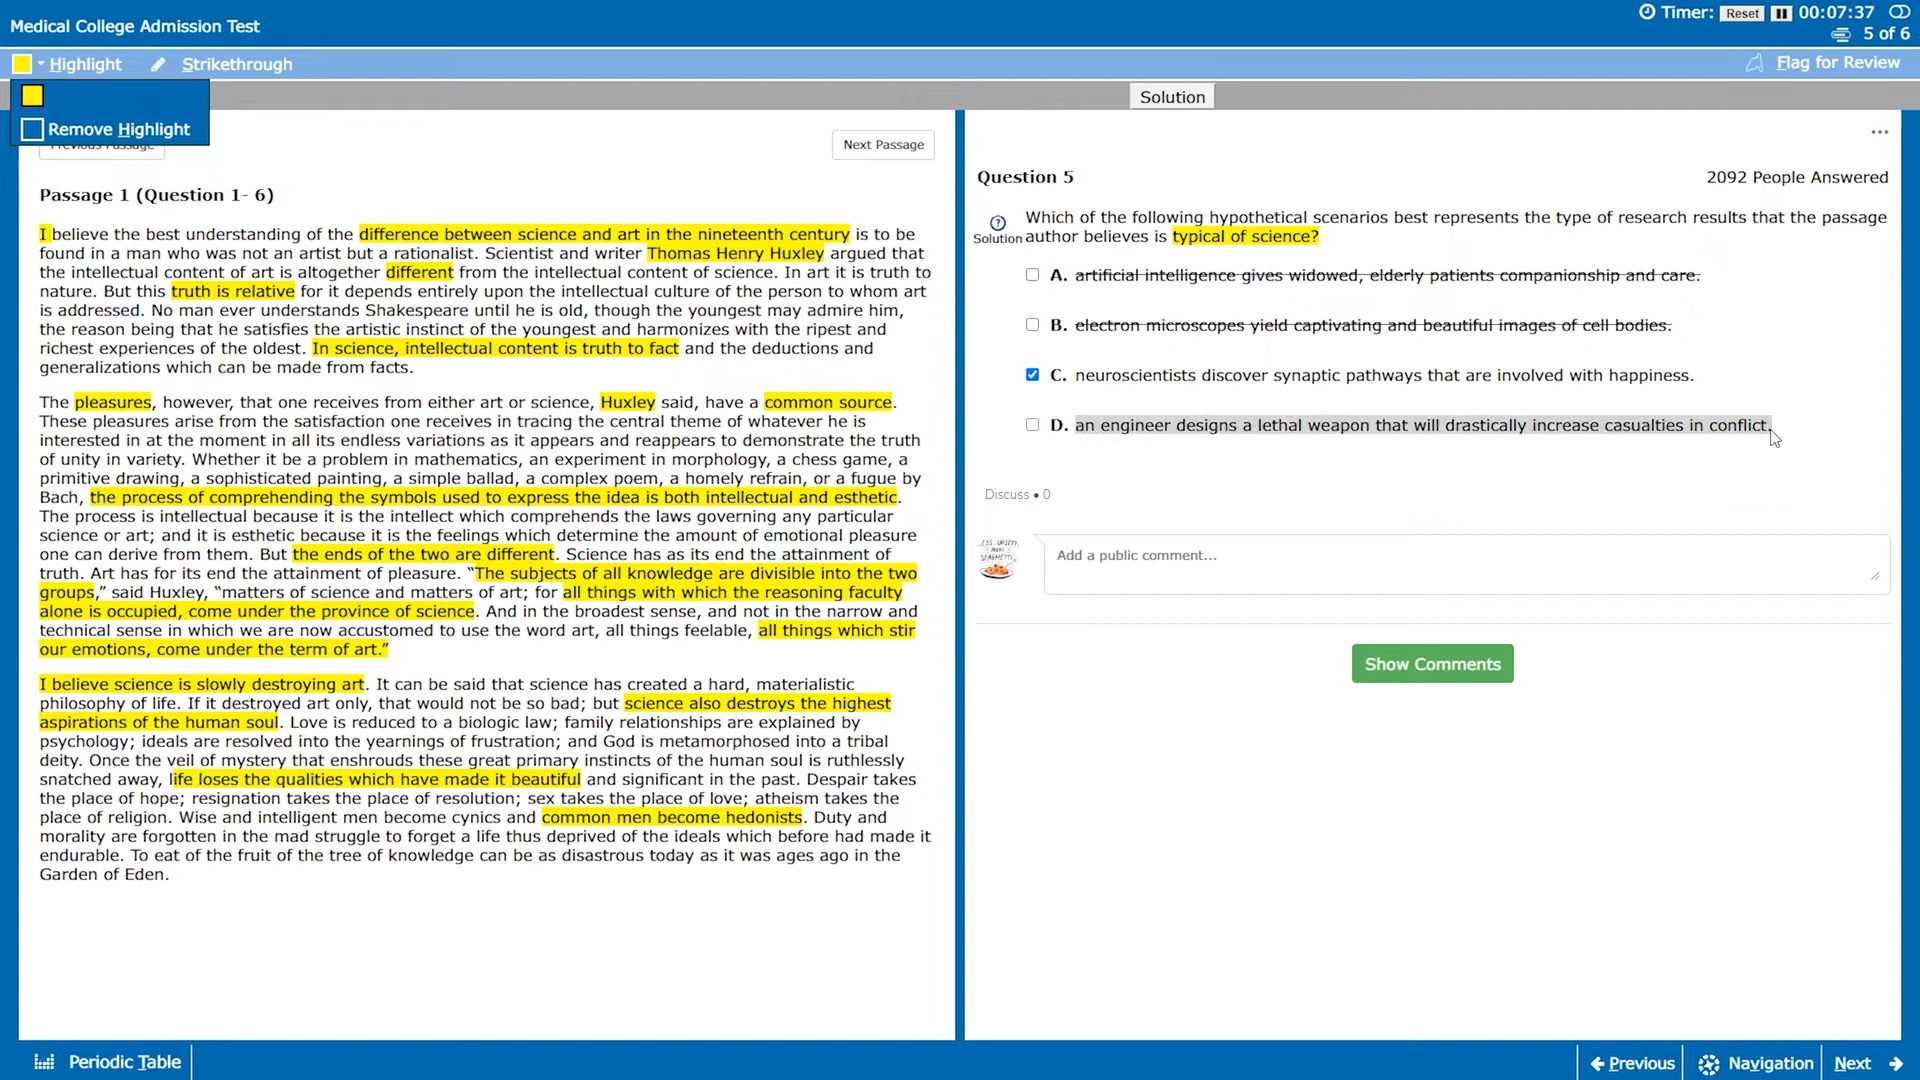 Medical College Admission Test
Timer: Reset 00:07:37
5 of 6
Highlight Strikethrough
Flag for Review
Remove Highlight
Solution
Previous Passage
Next Passage
Passage 1 (Question 1- 6)
I believe the best understanding of the difference between science and art in the nineteenth century is to be
found in a man who was not an artist but a rationalist. Scientist and writer Thomas Henry Huxley argued that
the intellectual content of art is altogether different from the intellectual content of science. In art it is truth to
nature. But this truth is relative for it depends entirely upon the intellectual culture of the person to whom art
is addressed. No man ever understands Shakespeare until he is old, though the youngest may admire him,
the reason being that he satisfies the artistic instinct of the youngest and harmonizes with the ripest and
richest experiences of the oldest. In science, intellectual content is truth to fact and the deductions and
generalizations which can be made from facts.
The pleasures, however, that one receives from either art or science, Huxley said, have a common source.
These pleasures arise from the satisfaction one receives in tracing the central theme of whatever he is
interested in at the moment in all its endless variations as it appears and reappears to demonstrate the truth
of unity in variety. Whether it be a problem in mathematics, an experiment in morphology, a chess game, a
primitive drawing, a sophisticated painting, a simple ballad, a complex poem, a homely refrain, or a fugue by
Bach, the process of comprehending the symbols used to express the idea is both intellectual and esthetic.
The process is intellectual because it is the intellect which comprehends the laws governing any particular
science or art; and it is esthetic because it is the feelings which determine the amount of emotional pleasure
one can derive from them. But the ends of the two are different. Science has as its end the attainment of
truth. Art has for its end the attainment of pleasure. “The subjects of all knowledge are divisible into the two
groups,” said Huxley, “matters of science and matters of art; for all things with which the reasoning faculty
alone is occupied, come under the province of science. And in the broadest sense, and not in the narrow and
technical sense in which we are now accustomed to use the word art, all things feelable, all things which stir
our emotions, come under the term of art.”
I believe science is slowly destroying art. It can be said that science has created a hard, materialistic
philosophy of life. If it destroyed art only, that would not be so bad; but science also destroys the highest
aspirations of the human soul. Love is reduced to a biologic law; family relationships are explained by
psychology; ideals are resolved into the yearnings of frustration; and God is metamorphosed into a tribal
deity. Once the veil of mystery that enshrouds these great primary instincts of the human soul is ruthlessly
snatched away, life loses the qualities which have made it beautiful and significant in the past. Despair takes
the place of hope; resignation takes the place of resolution; sex takes the place of love; atheism takes the
place of religion. Wise and intelligent men become cynics and common men become hedonists. Duty and
morality are forgotten in the mad struggle to forget a life thus deprived of the ideals which before had made it
endurable. To eat of the fruit of the tree of knowledge can be as disastrous today as it was ages ago in the
Garden of Eden.
Question 5
2092 People Answered
Solution
Which of the following hypothetical scenarios best represents the type of research results that the passage
author believes is typical of science?
A. artificial intelligence gives widowed, elderly patients companionship and care.
B. electron microscopes yield captivating and beautiful images of cell bodies.
C. neuroscientists discover synaptic pathways that are involved with happiness.
D. an engineer designs a lethal weapon that will drastically increase casualties in conflict.
Discuss • 0
Add a public comment...
Show Comments
Periodic Table
Previous
Navigation
Next